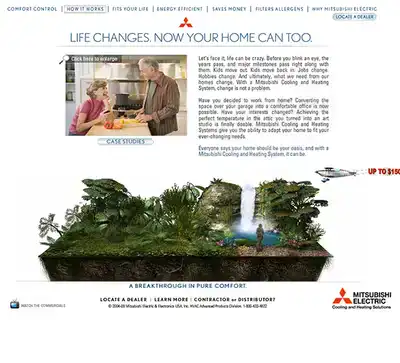 COMFORT CONTROL | HOW IT WORKS | FITS YOUR LIFE | ENERGY EFFICIENT | SAVES MONEY | FILTERS ALLERGENS | WHY MITSUBISHI ELECTRIC
LOCATE A DEALER
LIFE CHANGES. NOW YOUR HOME CAN TOO.
Click here to enlarge
Let's face it; life can be crazy. Before you blink an eye, the
years pass, and major milestones pass right along with
them. Kids move out. Kids move back in. Jobs change.
Hobbies change. And ultimately, what we need from our
homes change. With a Mitsubishi Cooling and Heating
System, change is not a problem.
Have you decided to work from home? Converting the
space over your garage into a comfortable office is now
possible. Have your interests changed? Achieving the
perfect temperature in the attic you turned into an art
studio is finally doable. Mitsubishi Cooling and Heating
Systems give you the ability to adapt your home to fit your
ever-changing needs.
Everyone says your home should be your oasis, and with a
Mitsubishi Cooling and Heating System, it can be.
CASE STUDIES
UP TO $150
A BREAKTHROUGH IN PURE COMFORT.
LOCATE A DEALER | LEARN MORE | CONTRACTOR or DISTRIBUTOR?
Mitsubishi Electric & Electronics USA, Inc. HVAC Advanced Products Division.
WATCH THE COMMERCIALS
MITSUBISHI
ELECTRIC
Cooling and Heating Solutions